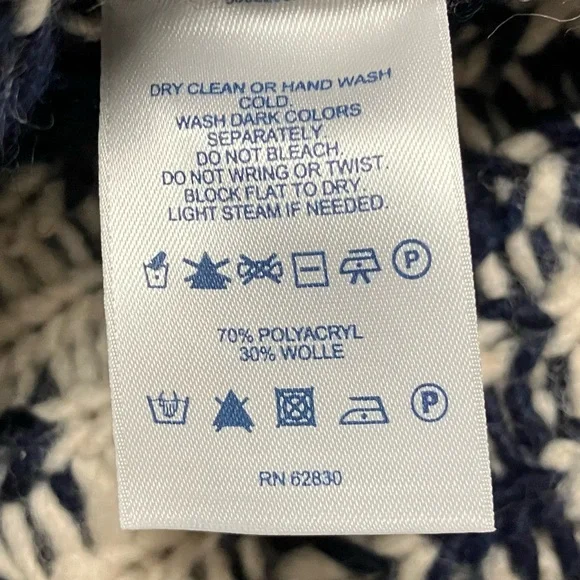 DRY CLEAN OR HAND WASH
COLD.
WASH DARK COLORS
SEPARATELY.
DO NOT BLEACH.
DO NOT WRING OR TWIST.
BLOCK FLAT TO DRY.
LIGHT STEAM IF NEEDED.
P
70% POLYACRYL
30% WOLLE
P
RN 62830